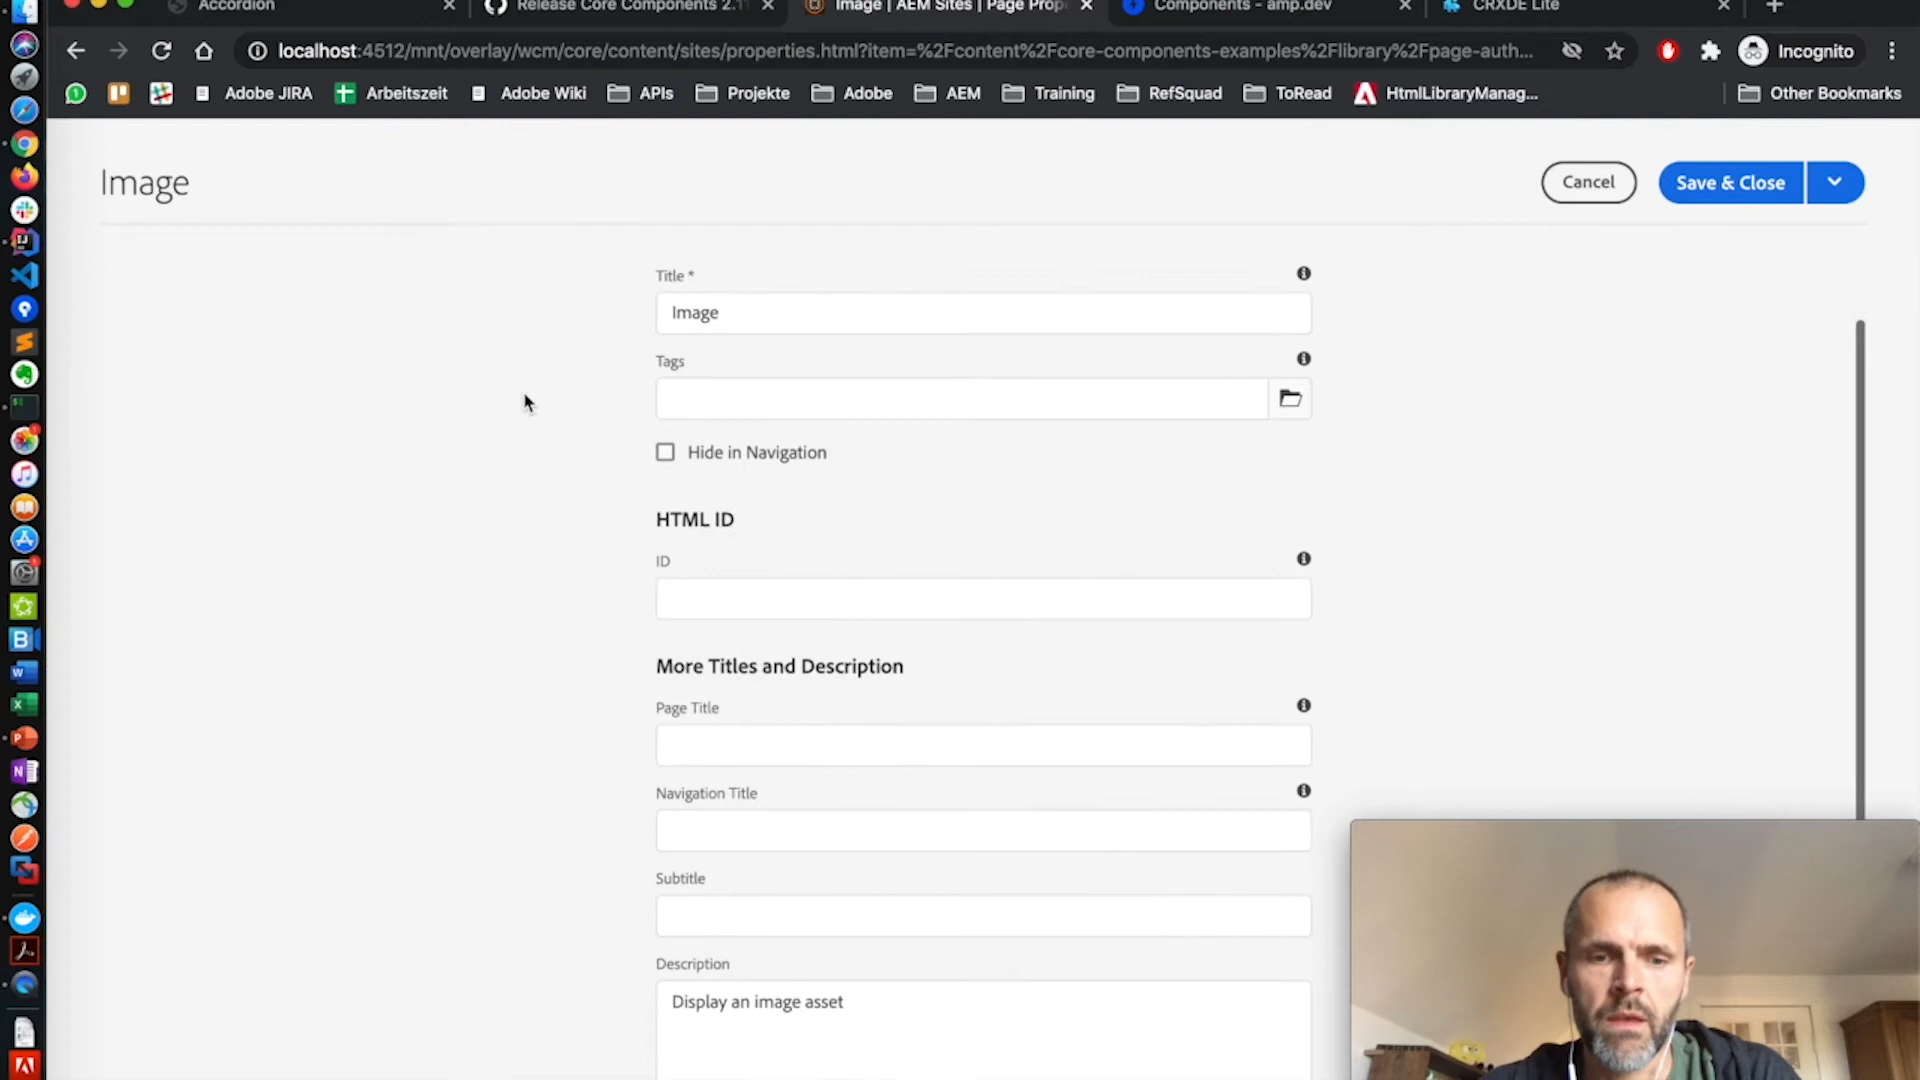 Accordion
Release Core Components 2.1
Image | AEM Sites | Page Prop
Components - amp.dev
CRXDE Lite
localhost:4512/mnt/overlay/wcm/core/content/sites/properties.html?item=%2Fcontent%2Fcore-components-examples%2Flibrary%2Fpage-auth...
Incognito
Adobe JIRA
Arbeitszeit
Adobe Wiki
APIs
Projekte
Adobe
AEM
Training
RefSquad
ToRead
HtmlLibraryManag...
Other Bookmarks
Image
Cancel
Save & Close
Title *
Image
Tags
Hide in Navigation
HTML ID
ID
More Titles and Description
Page Title
Navigation Title
Subtitle
Description
Display an image asset